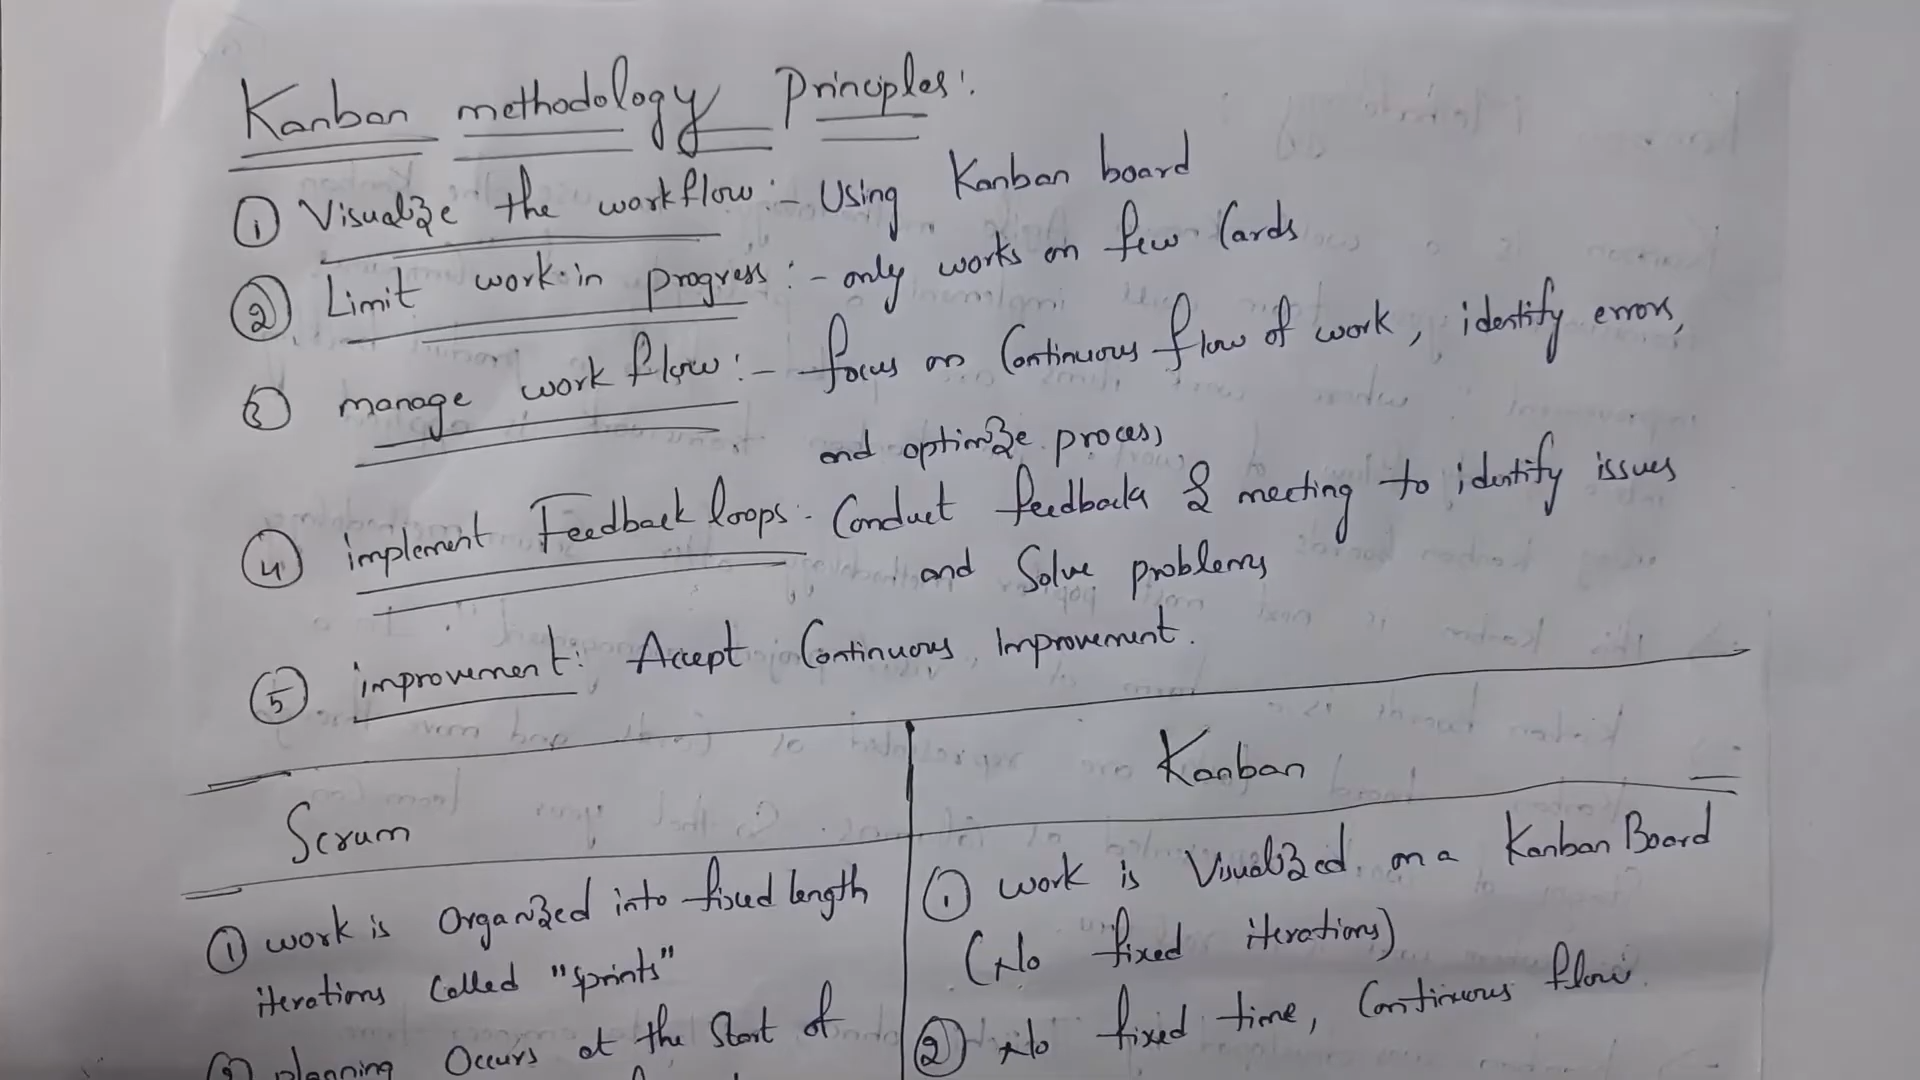 Kanban methodology Principles:
① Visualize the workflow:- Using Kanban board
② Limit work in progress:- only works on few Cards
③ manage work flow:- focus on Continuous flow of work, identify errors,
and optimize process
④ implement Feedback loops:- Conduct feedback & meeting to identify issues
and Solve problems
⑤ improvement: Accept Continuous Improvement.
Scrum
① work is Organized into fixed length
iterations Called "sprints"
② planning Occurs at the Start of
Kanban
① work is Visualized on a Kanban Board
(No fixed iterations)
② No fixed time, Continuous flow.